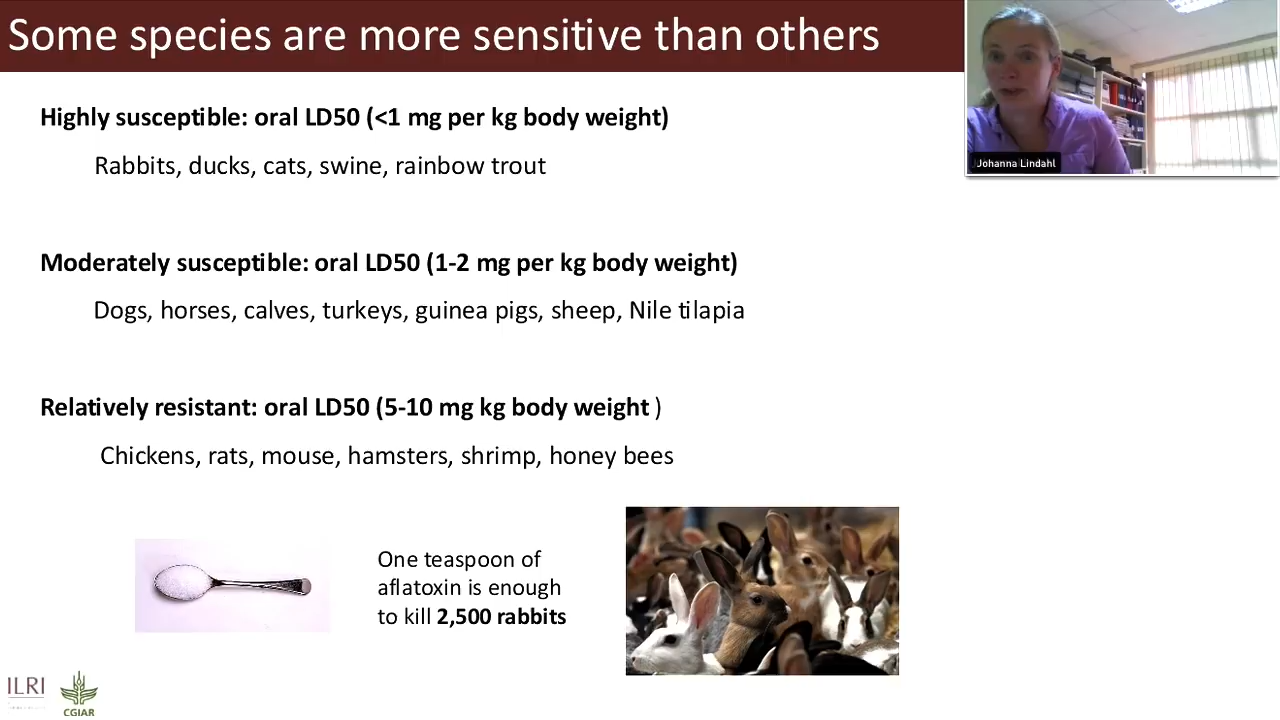 Some species are more sensitive than others
Johanna Lindahl
Highly susceptible: oral LD50 (<1 mg per kg body weight)
Rabbits, ducks, cats, swine, rainbow trout
Moderately susceptible: oral LD50 (1-2 mg per kg body weight)
Dogs, horses, calves, turkeys, guinea pigs, sheep, Nile tilapia
Relatively resistant: oral LD50 (5-10 mg kg body weight )
Chickens, rats, mouse, hamsters, shrimp, honey bees
One teaspoon of
aflatoxin is enough
to kill 2,500 rabbits
ILRI
CGIAR